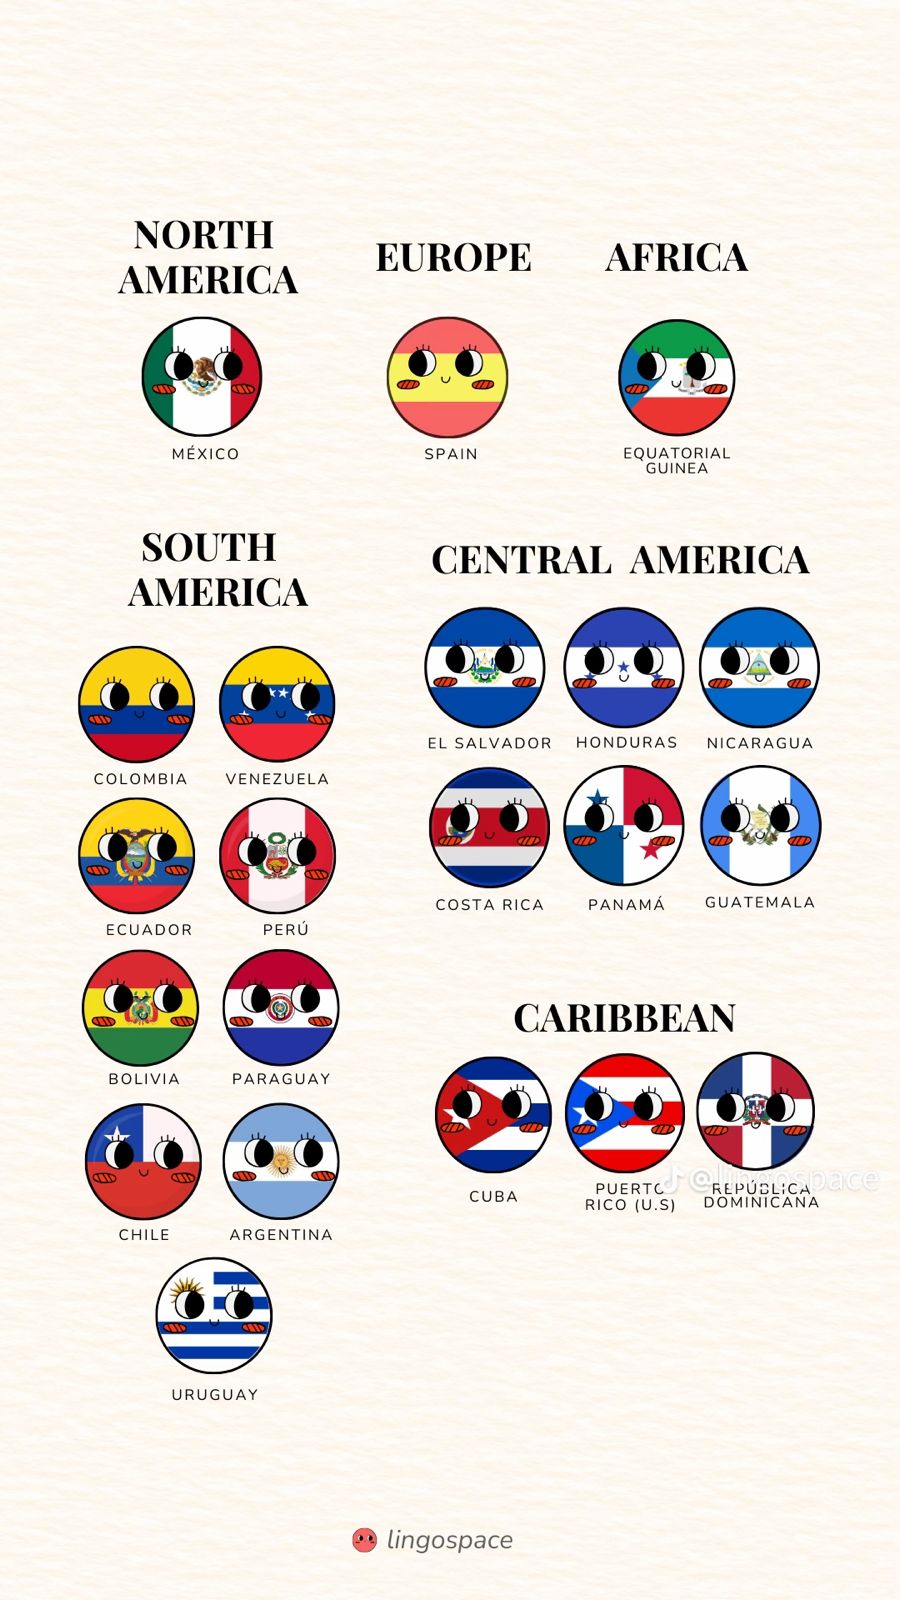 NORTH
AMERICA
EUROPE
AFRICA
MÉXICO
SPAIN
EQUATORIAL
GUINEA
SOUTH
AMERICA
COLOMBIA
VENEZUELA
ECUADOR
PERÚ
BOLIVIA
PARAGUAY
CHILE
ARGENTINA
URUGUAY
CENTRAL AMERICA
EL SALVADOR
HONDURAS
NICARAGUA
COSTA RICA
PANAMÁ
GUATEMALA
CARIBBEAN
CUBA
PUERTO
RICO (U.S)
REPÚBLICA
DOMINICANA
@lingospace
lingospace